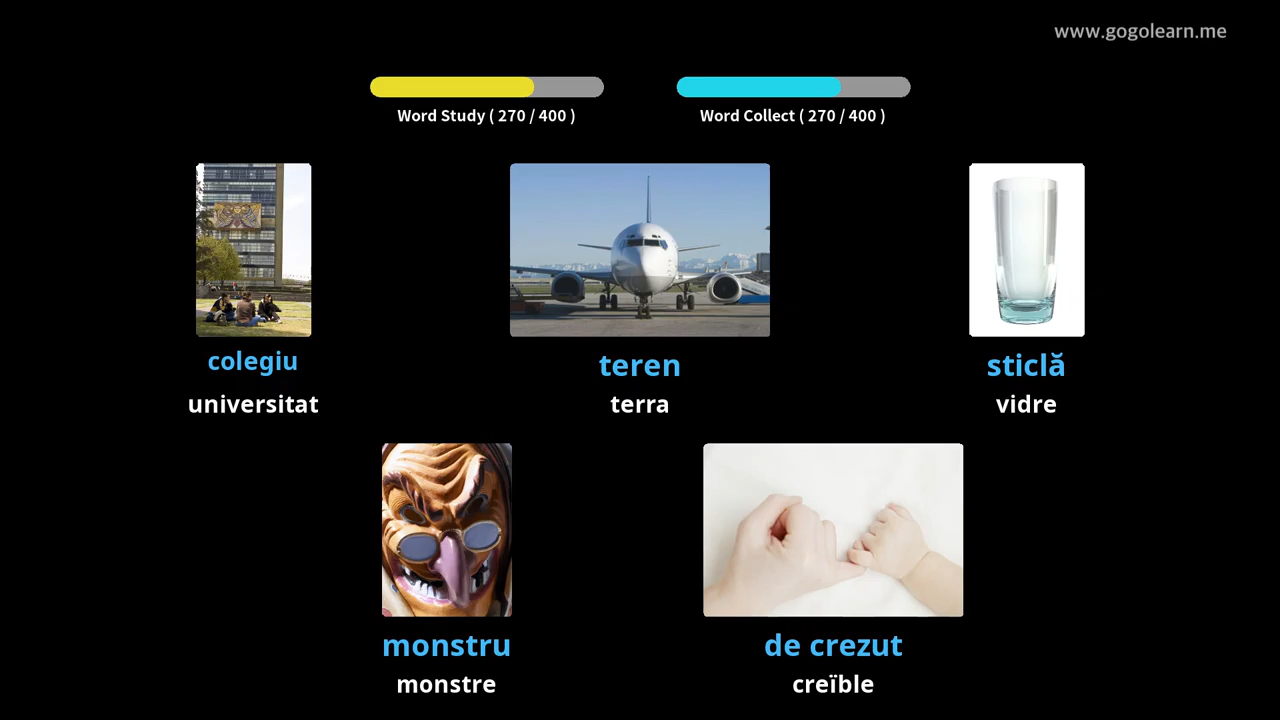 www.gogolearn.me
Word Study ( 270 / 400 )
Word Collect ( 270 / 400 )
colegiu
universitat
teren
terra
sticlă
vidre
monstru
monstre
de crezut
creïble